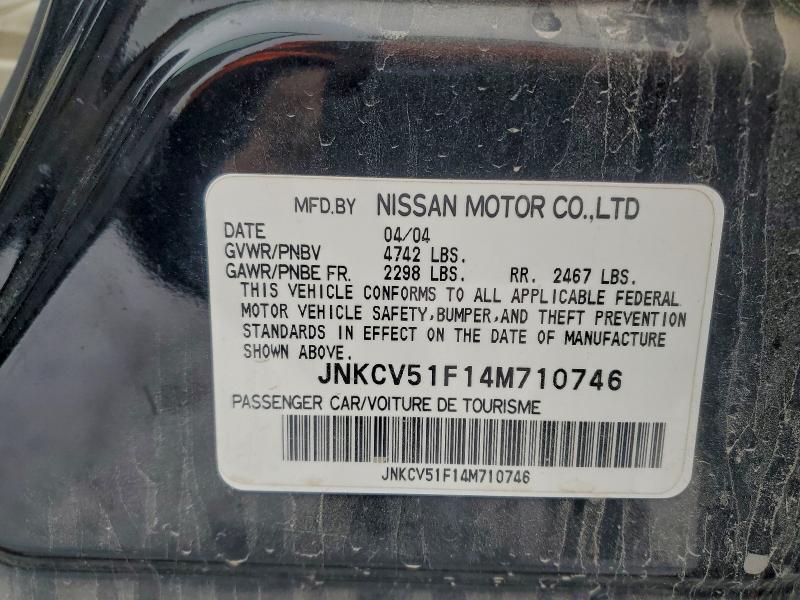 MFD.BY NISSAN MOTOR CO.,LTD
DATE 04/04
GVWR/PNBV 4742 LBS.
GAWR/PNBE FR. 2298 LBS. RR. 2467 LBS.
THIS VEHICLE CONFORMS TO ALL APPLICABLE FEDERAL
MOTOR VEHICLE SAFETY,BUMPER,AND THEFT PREVENTION
STANDARDS IN EFFECT ON THE DATE OF MANUFACTURE
SHOWN ABOVE.
JNKCV51F14M710746
PASSENGER CAR/VOITURE DE TOURISME
JNKCV51F14M710746